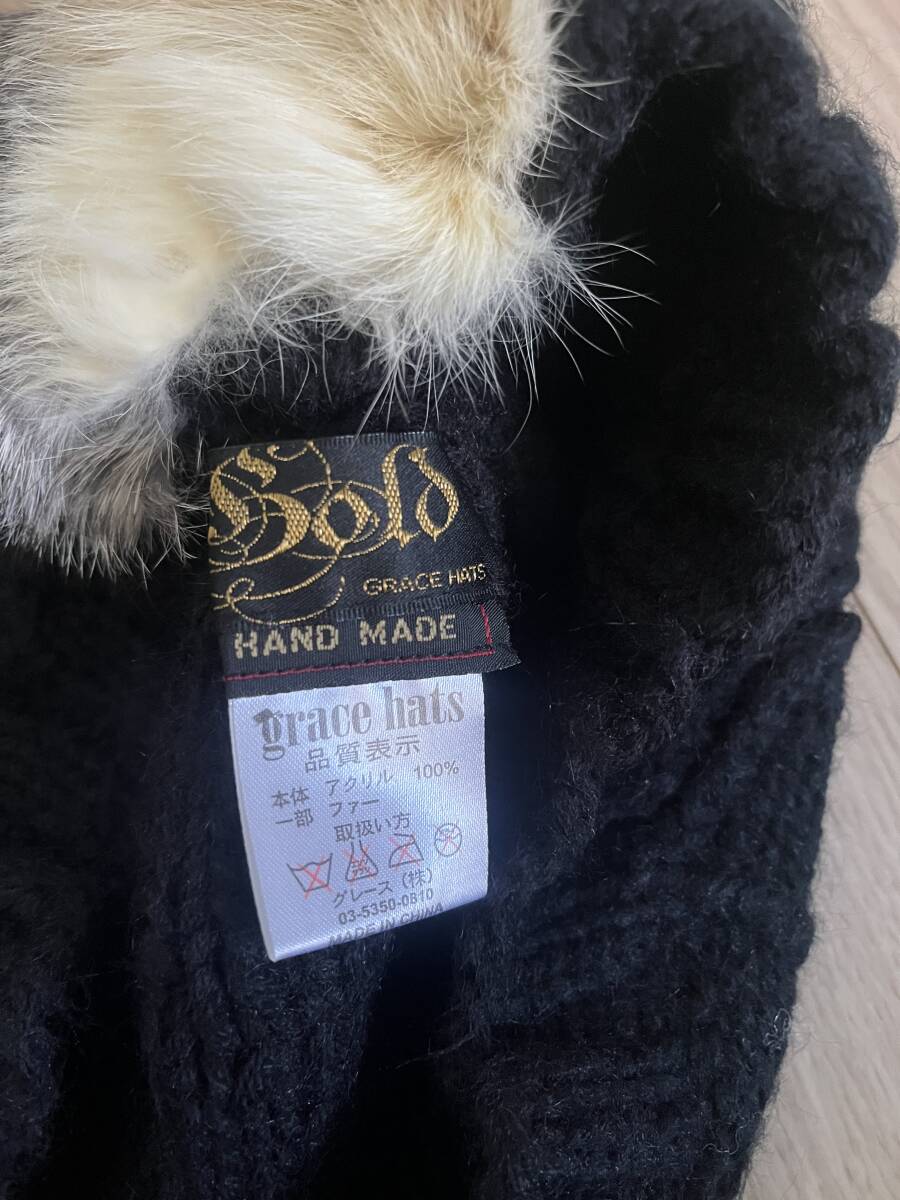 Sold
GRACE HATS
HAND MADE
grace hats
品質表示
本体 アクリル 100%
一部 ファー
取扱い方
グレース (株)
03-5350-0810
MADE IN CHINA